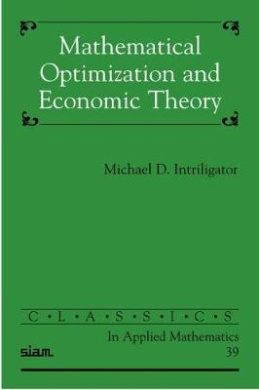 Mathematical
Optimization and
Economic Theory
Michael D. Intriligator
C • L • A • S • S • I • C • S
In Applied Mathematics
39
siam